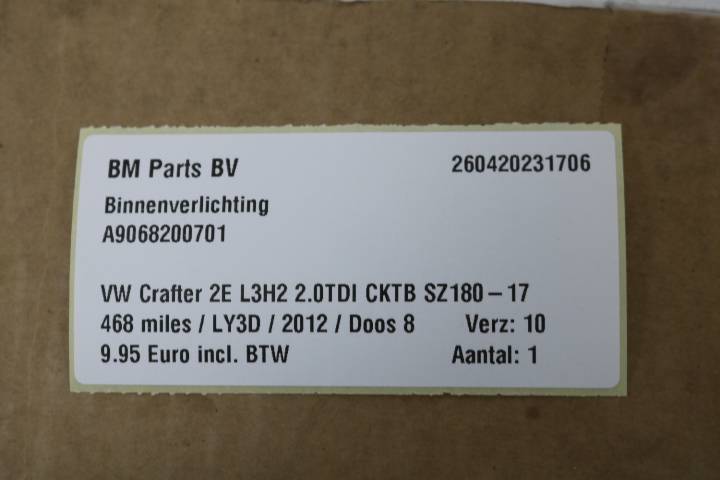 BM Parts BV 260420231706
Binnenverlichting
A9068200701
VW Crafter 2E L3H2 2.0TDI CKTB SZ180-17
468 miles / LY3D / 2012 / Doos 8 Verz: 10
9.95 Euro incl. BTW Aantal: 1